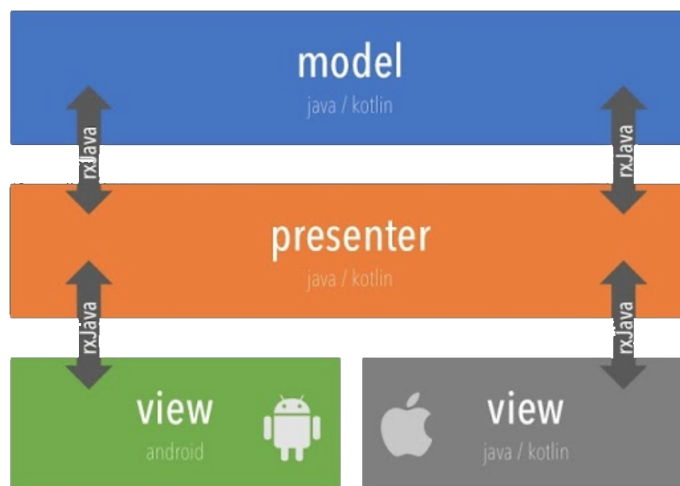 model
java / kotlin
rxJava
rxJava
presenter
java / kotlin
rxJava
rxJava
view
android
view
java / kotlin